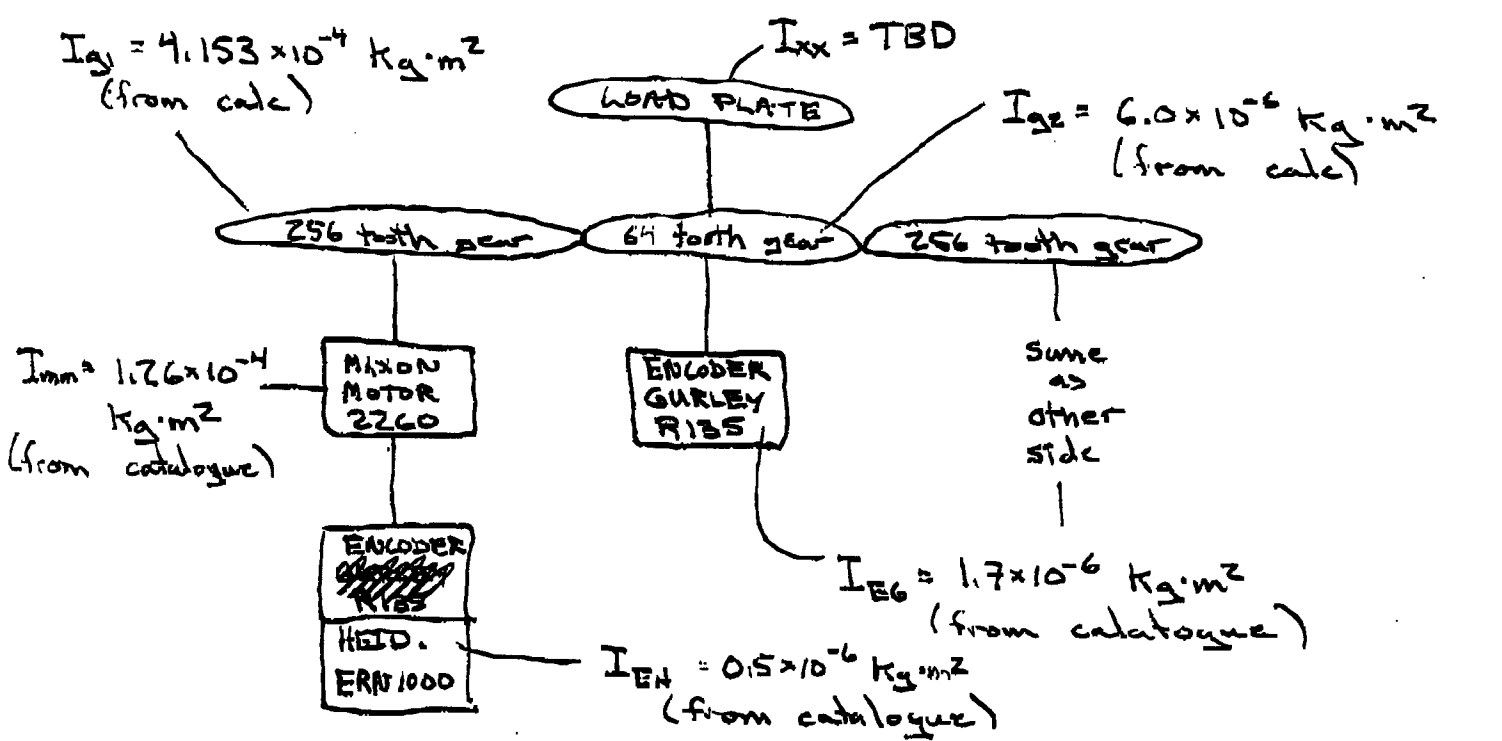 Ig1 = 4.153×10⁻⁴ Kg·m²
(from calc)
Ixx = TBD
LOAD PLATE
Ig2 = 6.0×10⁻⁶ Kg·m²
(from calc)
256 tooth gear
64 tooth gear
256 tooth gear
Imm = 1.26×10⁻⁴
Kg·m²
(from catalogue)
MAXON
MOTOR
2260
ENCODER
GURLEY
R135
same
as
other
side
ENCODER
HEID.
ERN1000
IEG = 1.7×10⁻⁶ Kg·m²
(from catalogue)
IEH = 0.5×10⁻⁶ Kg·m²
(from catalogue)